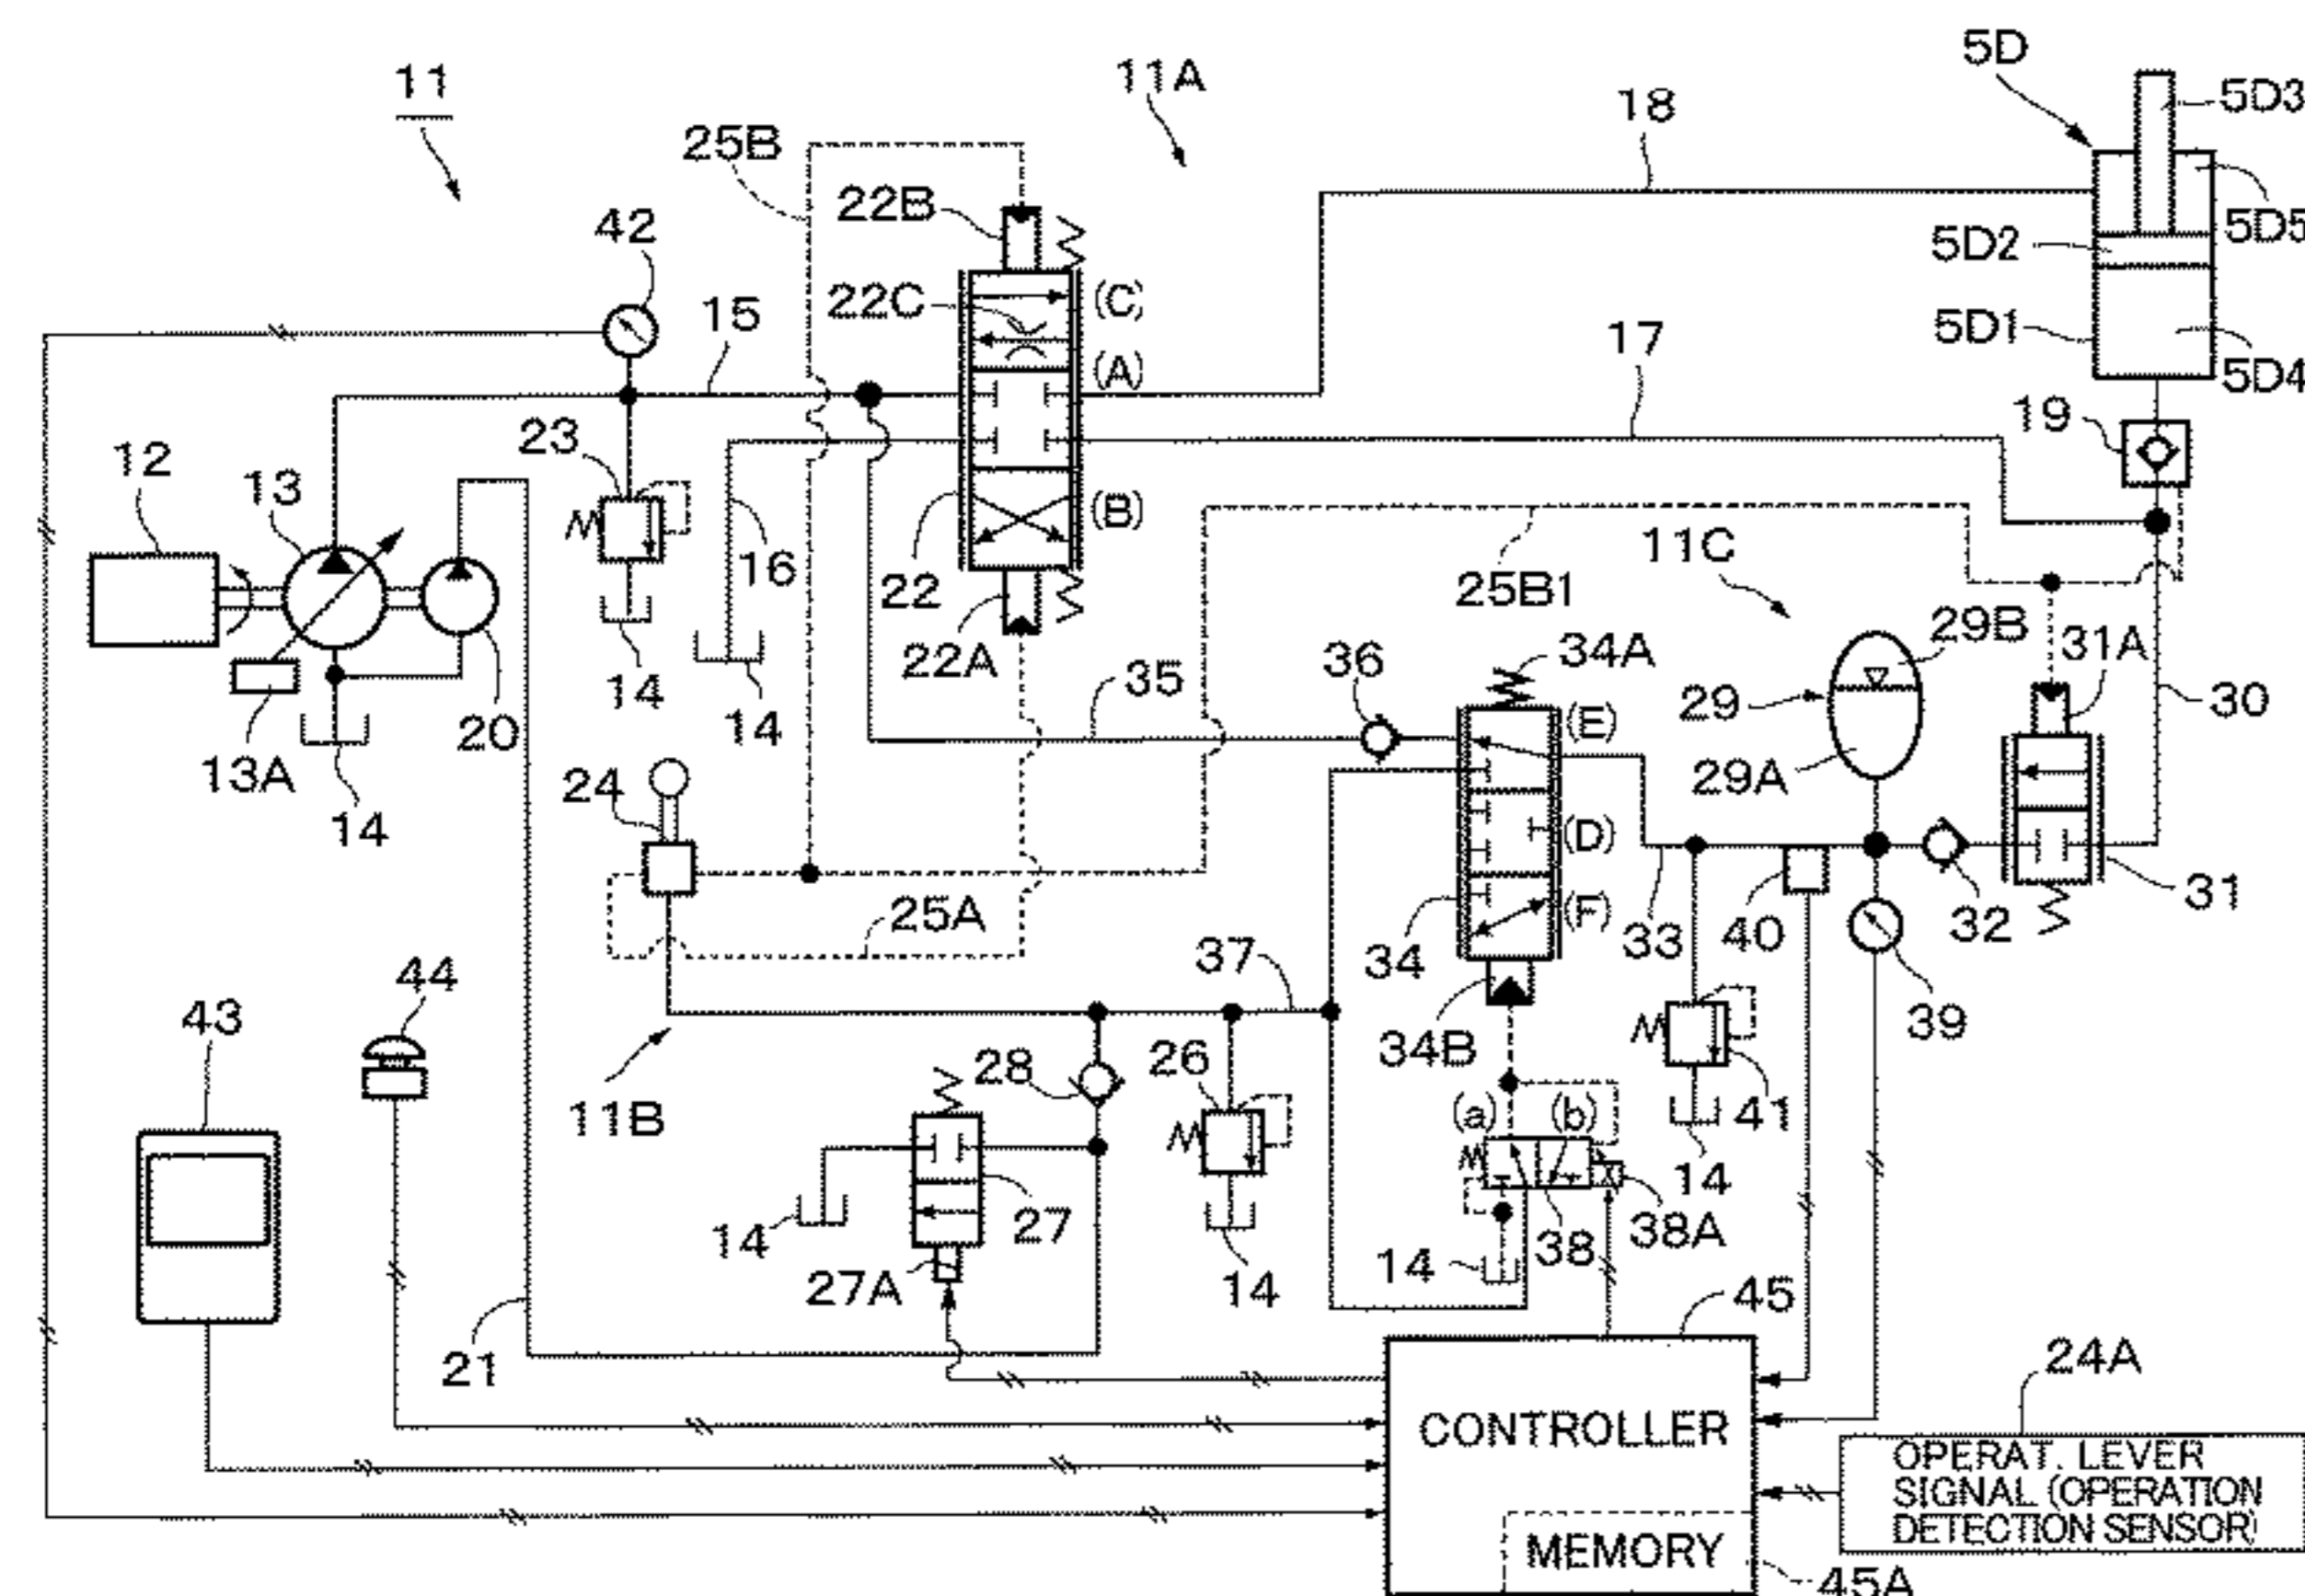 11
11A
5D
5D3
18
25B
22B
5D5
42
5D2
22C
(C)
15
17
5D1
(A)
5D4
19
23
12
13
(B)
11C
16
22
25B1
29B
31A
22A
34A
36
14
35
29
30
20
14
(E)
13A
24
29A
14
(D)
31
25A
(F)
37
34
33
40
32
44
43
39
34B
28
26
(a)
(b)
41
11B
14
14
27
38A
38
14
27A
14
45
21
24A
CONTROLLER
OPERAT. LEVER
SIGNAL (OPERATION
DETECTION SENSOR)
MEMORY
45A